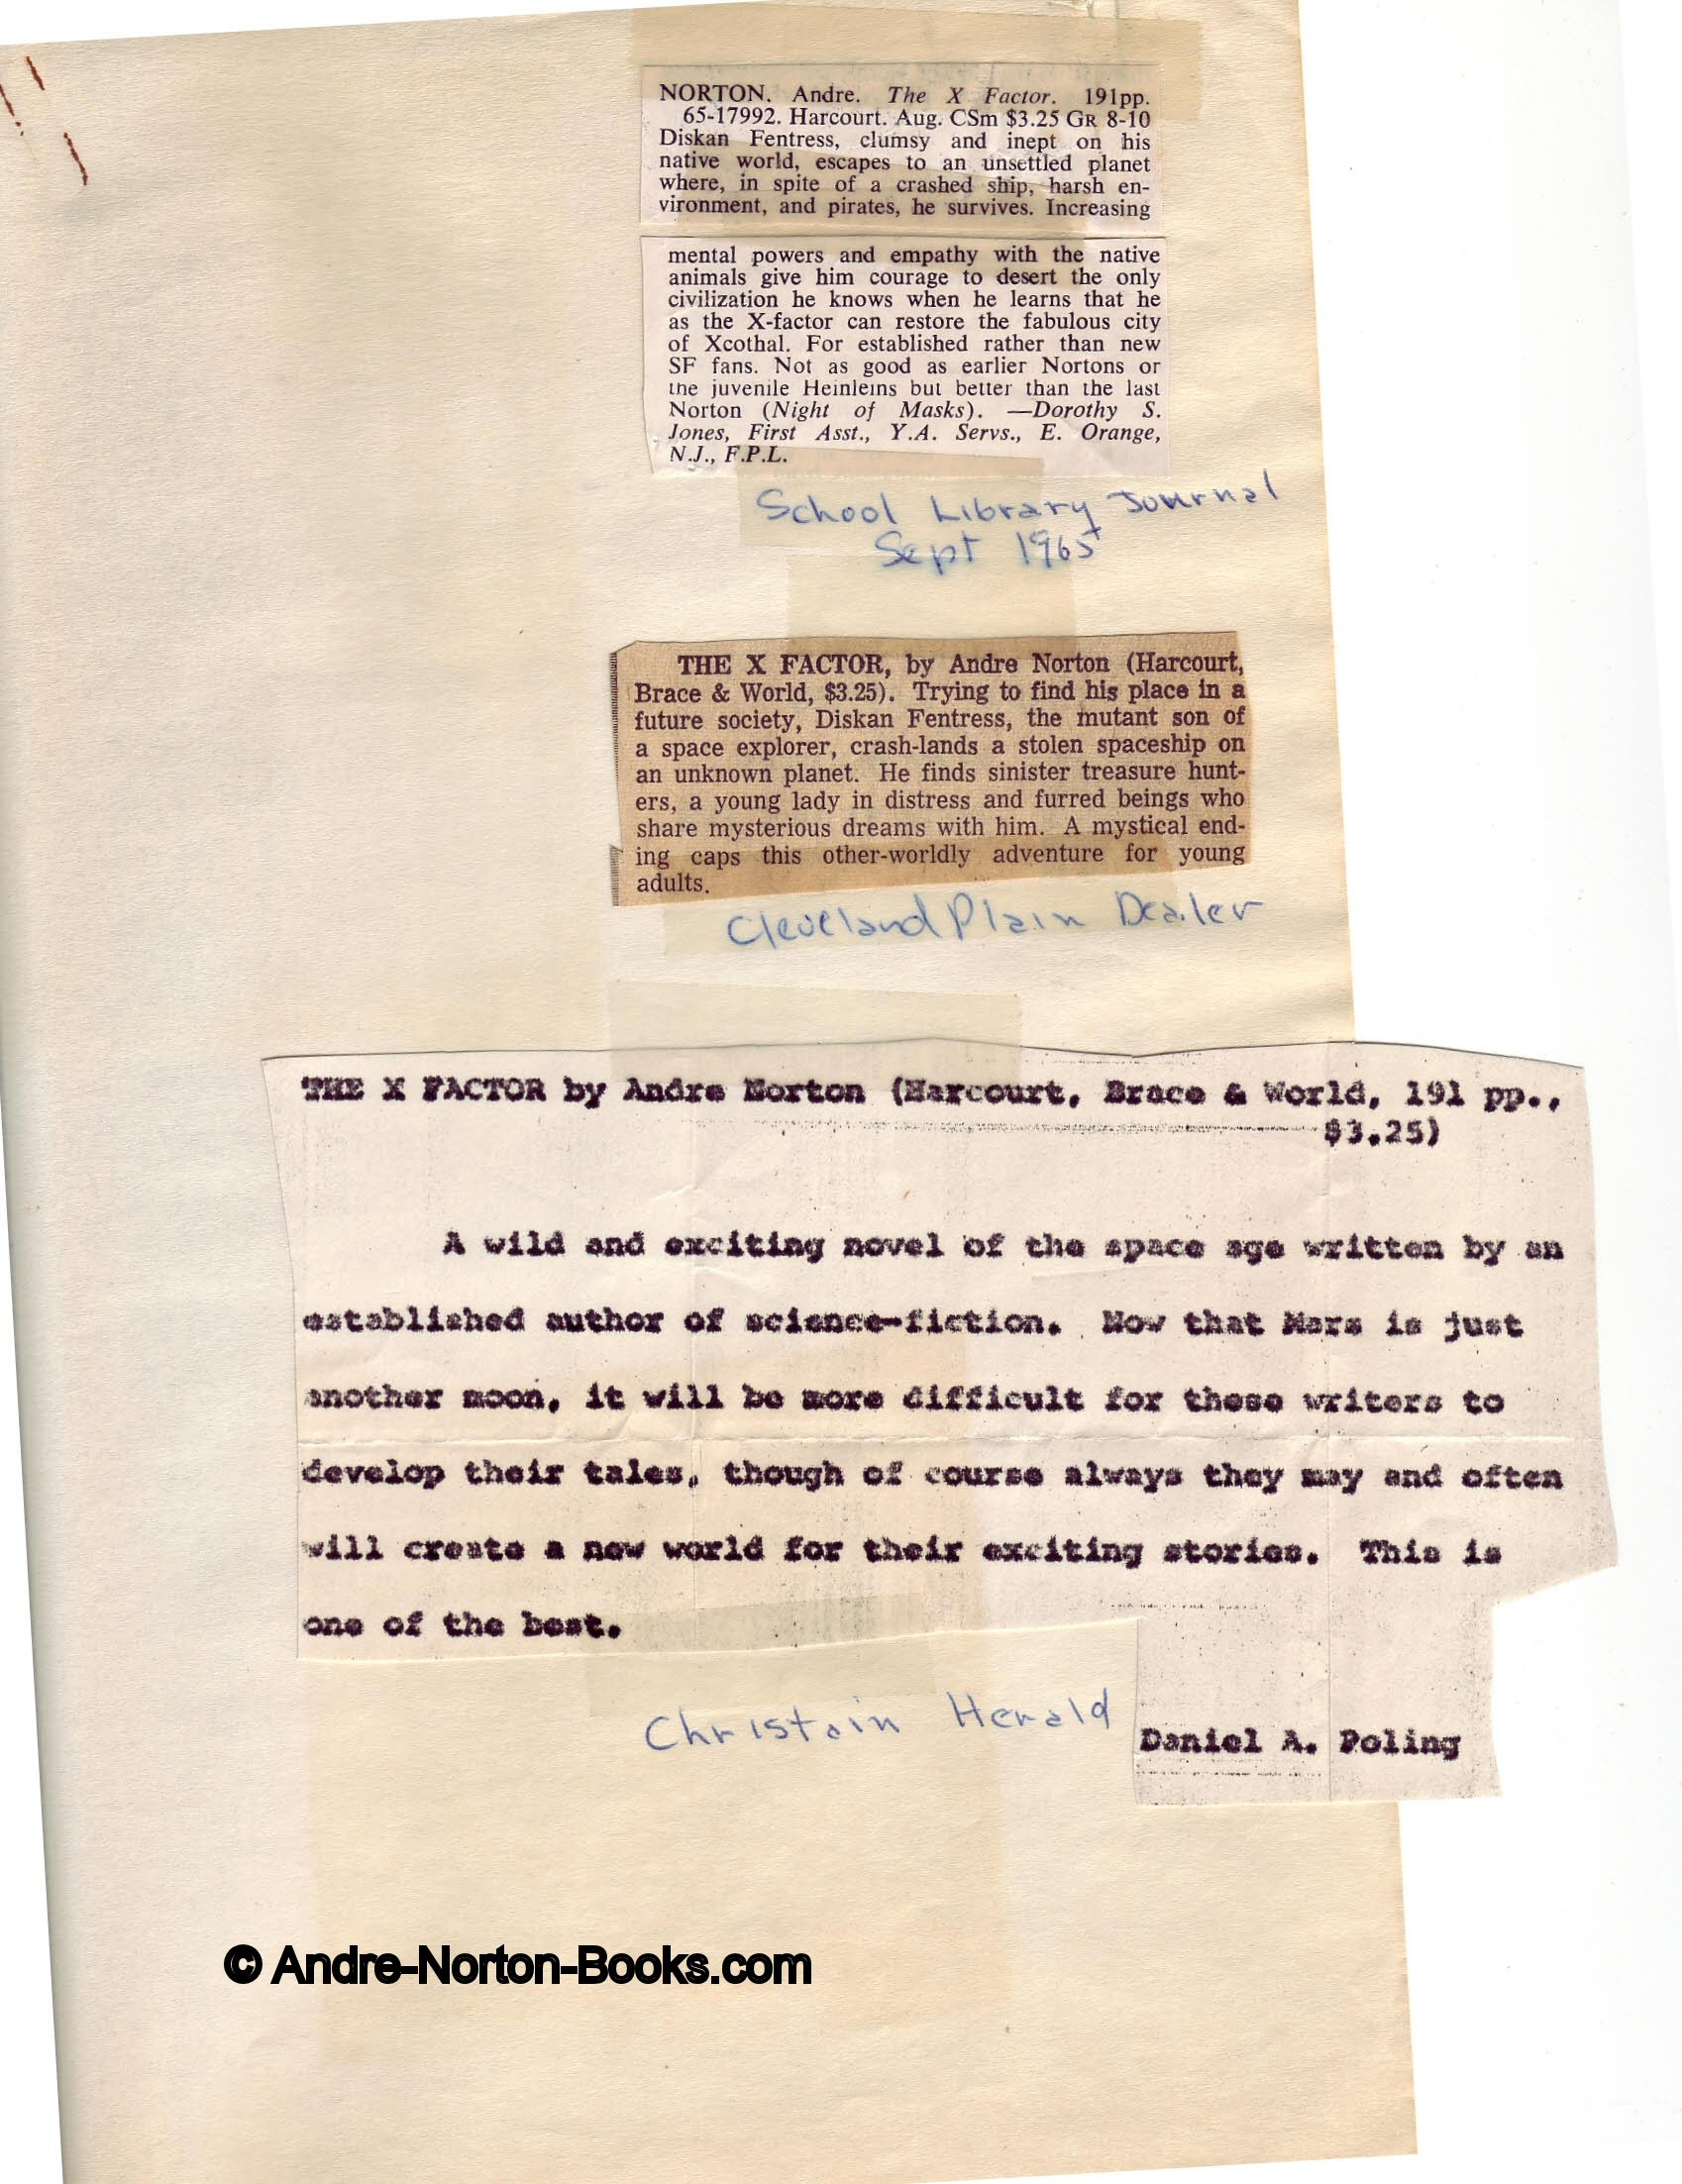 NORTON. Andre. The X Factor. 191pp.
65-17992. Harcourt. Aug. CSm $3.25 GR 8-10
Diskan Fentress, clumsy and inept on his
native world, escapes to an unsettled planet
where, in spite of a crashed ship, harsh en-
vironment, and pirates, he survives. Increasing
mental powers and empathy with the native
animals give him courage to desert the only
civilization he knows when he learns that he
as the X-factor can restore the fabulous city
of Xcothal. For established rather than new
SF fans. Not as good as earlier Nortons or
the juvenile Heinleins but better than the last
Norton (Night of Masks). —Dorothy S.
Jones, First Asst., Y.A. Servs., E. Orange,
N.J., F.P.L.
School Library Journal
Sept 1965
THE X FACTOR, by Andre Norton (Harcourt,
Brace & World, $3.25). Trying to find his place in a
future society, Diskan Fentress, the mutant son of
a space explorer, crash-lands a stolen spaceship on
an unknown planet. He finds sinister treasure hunt-
ers, a young lady in distress and furred beings who
share mysterious dreams with him. A mystical end-
ing caps this other-worldly adventure for young
adults.
Cleveland Plain Dealer
THE X FACTOR by Andre Norton (Harcourt, Brace & World, 191 pp.,
$3.25)
A wild and exciting novel of the space age written by an
established author of science-fiction. Now that Mars is just
another moon, it will be more difficult for these writers to
develop their tales, though of course always they may and often
will create a new world for their exciting stories. This is
one of the best.
Christain Herald
Daniel A. Poling
© Andre-Norton-Books.com